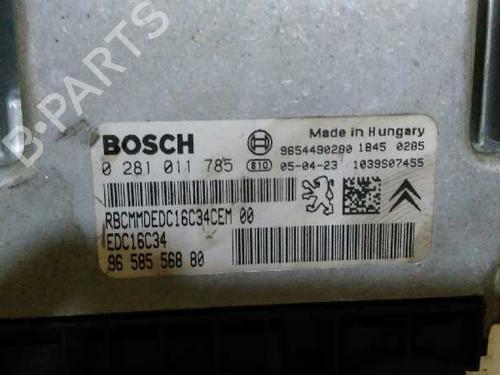 B-PARTS
BOSCH
Made in Hungary
9654490280 1845 0285
0 281 011 785 810 05-04-23 1039S07455
RBCMMDEDC16C34CEM 00
EDC16C34
96 585 568 80